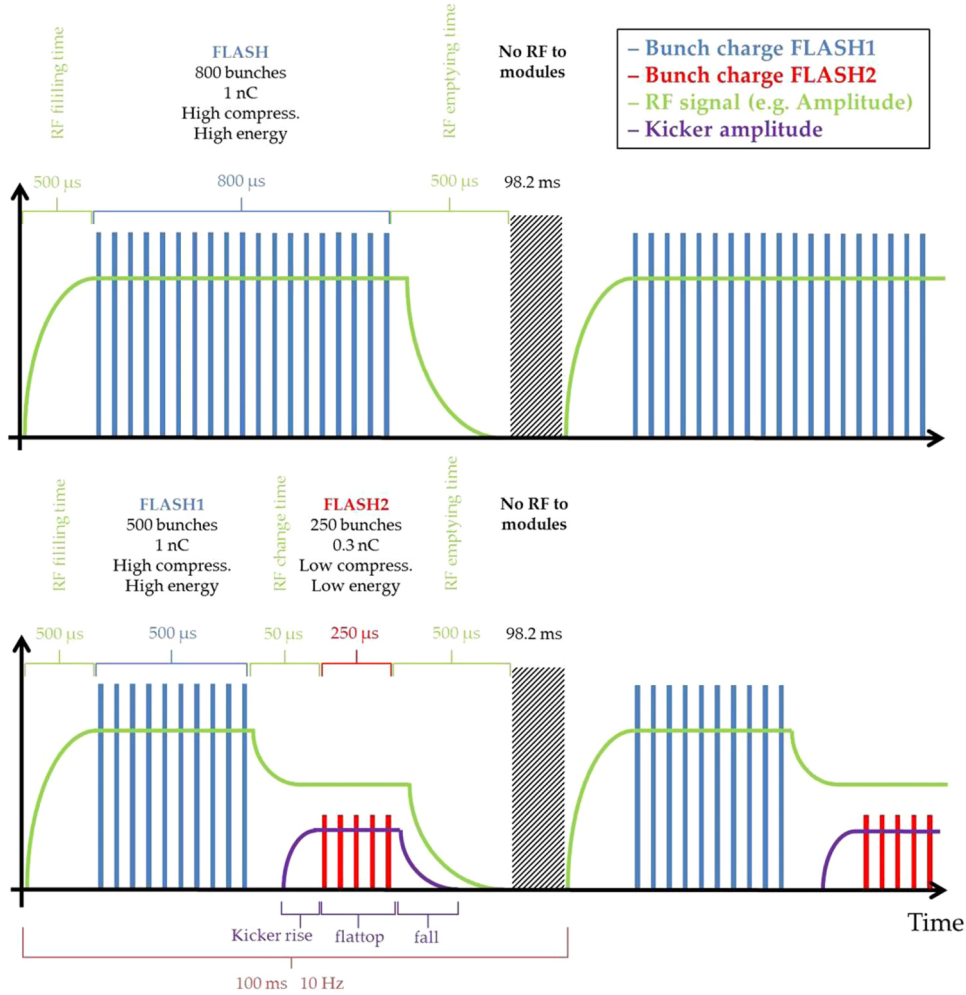 RF fililing time
FLASH
800 bunches
1 nC
High compress.
High energy
RF emptying time
No RF to
modules
– Bunch charge FLASH1
– Bunch charge FLASH2
– RF signal (e.g. Amplitude)
– Kicker amplitude
500 µs
800 µs
500 µs
98.2 ms
RF fililing time
FLASH1
500 bunches
1 nC
High compress.
High energy
RF change time
FLASH2
250 bunches
0.3 nC
Low compress.
Low energy
RF emptying time
No RF to
modules
500 µs
500 µs
50 µs
250 µs
500 µs
98.2 ms
Time
Kicker rise
flattop
fall
100 ms 10 Hz